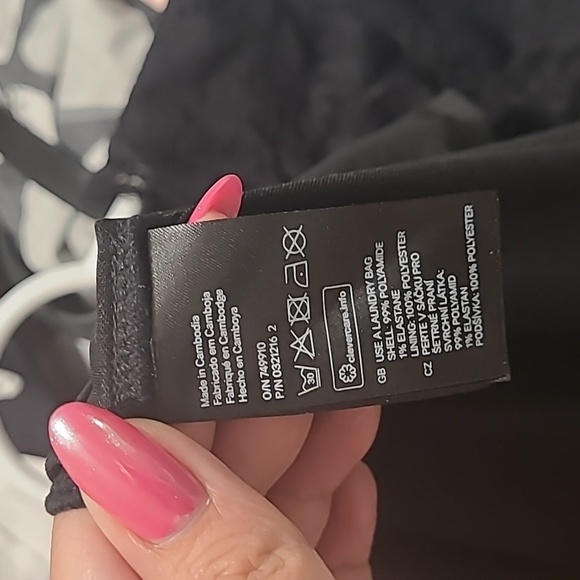 Made in Cambodia
Fabricado em Camboja
Fabriqué en Cambodge
Hecho en Camboya
O/N 749910
P/N 0321216 2
30
clevercare.info
GB USE A LAUNDRY BAG
SHELL: 99% POLYAMIDE
1% ELASTANE
LINING: 100% POLYESTER
CZ PERTE V SÁČKU PRO
ŠETRNÉ PRANÍ
SVRCHNÍ LÁTKA:
99% POLYAMID
1% ELASTAN
PODŠÍVKA: 100% POLYESTER